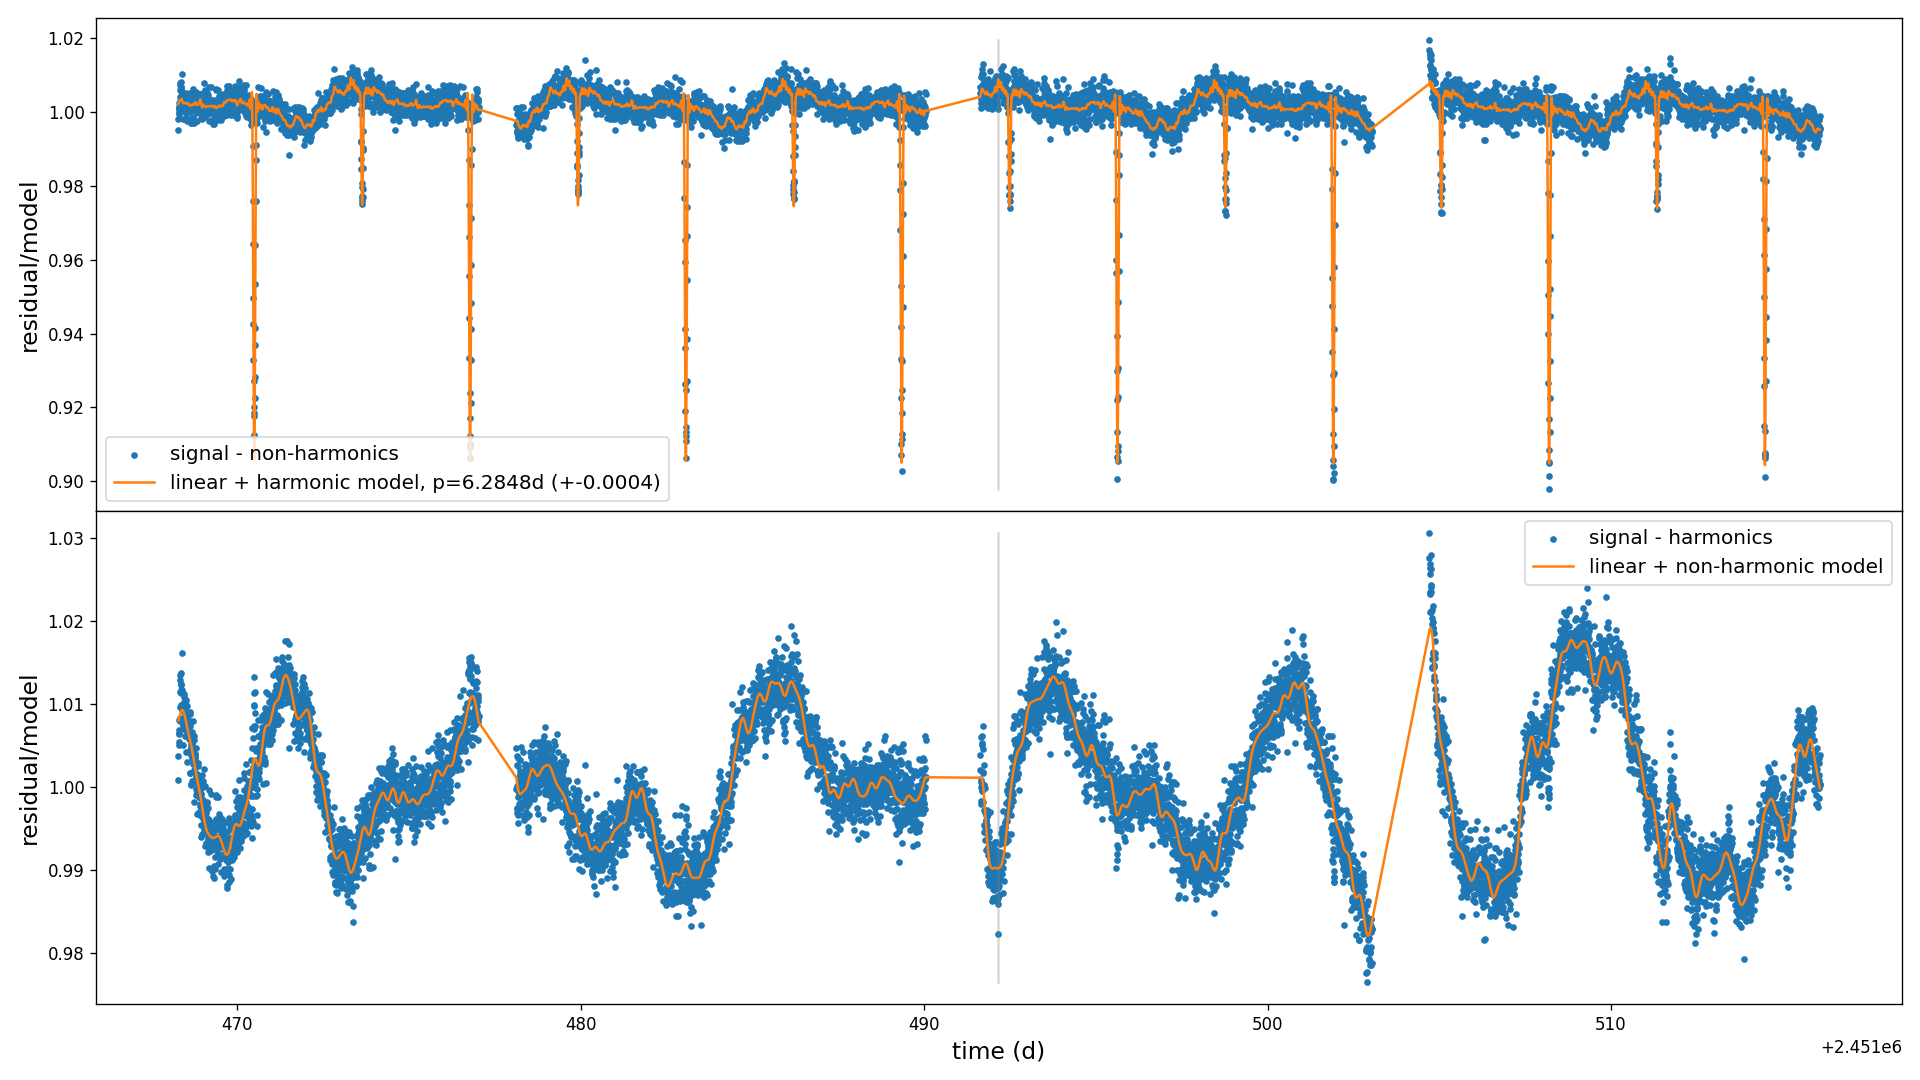 1.02
1.00
0.98
0.96
0.94
0.92
0.90
residual/model
signal - non-harmonics
linear + harmonic model, p=6.2848d (+-0.0004)
1.03
1.02
1.01
1.00
0.99
0.98
residual/model
signal - harmonics
linear + non-harmonic model
470 480 490 500 510
time (d)
+2.451e6